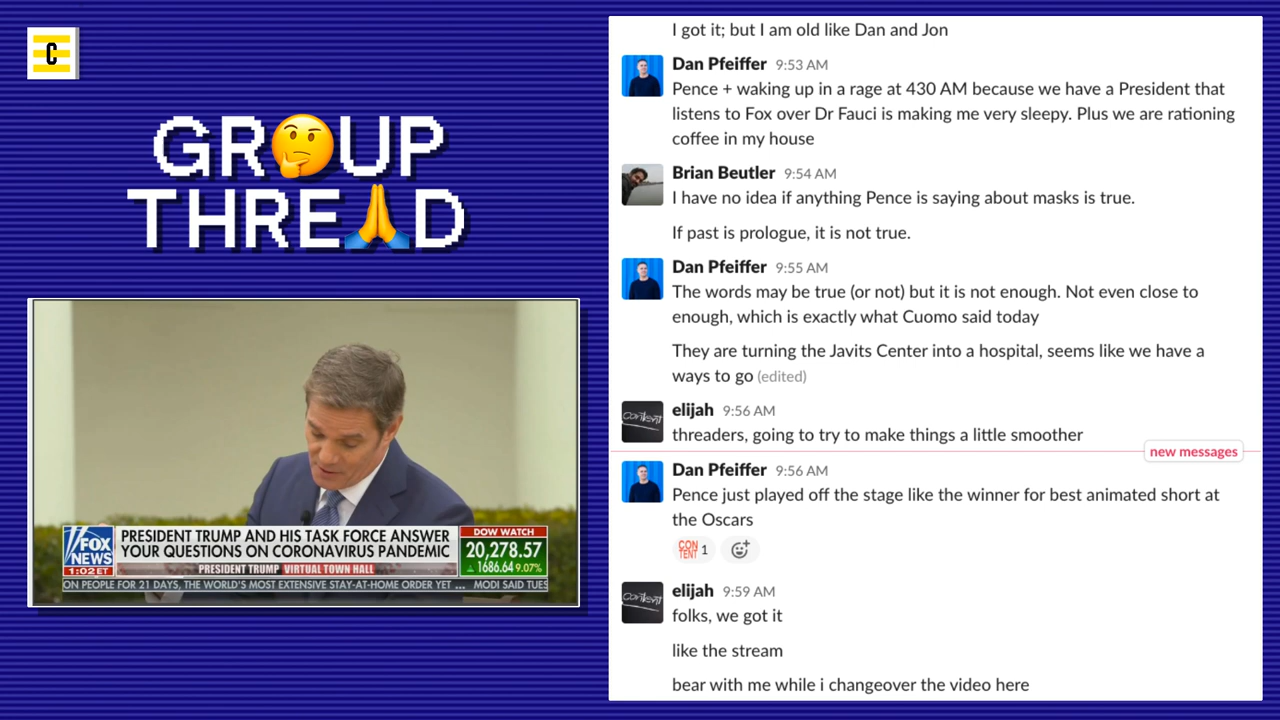 C
GR🤔UP
THRE🙏D
FOX
NEWS
1:02 ET
PRESIDENT TRUMP AND HIS TASK FORCE ANSWER
YOUR QUESTIONS ON CORONAVIRUS PANDEMIC
PRESIDENT TRUMP VIRTUAL TOWN HALL
DOW WATCH
20,278.57
▲ 1686.64 9.07%
ON PEOPLE FOR 21 DAYS, THE WORLD'S MOST EXTENSIVE STAY-AT-HOME ORDER YET ... MODI SAID TUES
I got it; but I am old like Dan and Jon
Dan Pfeiffer 9:53 AM
Pence + waking up in a rage at 430 AM because we have a President that
listens to Fox over Dr Fauci is making me very sleepy. Plus we are rationing
coffee in my house
Brian Beutler 9:54 AM
I have no idea if anything Pence is saying about masks is true.
If past is prologue, it is not true.
Dan Pfeiffer 9:55 AM
The words may be true (or not) but it is not enough. Not even close to
enough, which is exactly what Cuomo said today
They are turning the Javits Center into a hospital, seems like we have a
ways to go (edited)
content
elijah 9:56 AM
threaders, going to try to make things a little smoother
new messages
Dan Pfeiffer 9:56 AM
Pence just played off the stage like the winner for best animated short at
the Oscars
CON
TENT 1
content
elijah 9:59 AM
folks, we got it
like the stream
bear with me while i changeover the video here